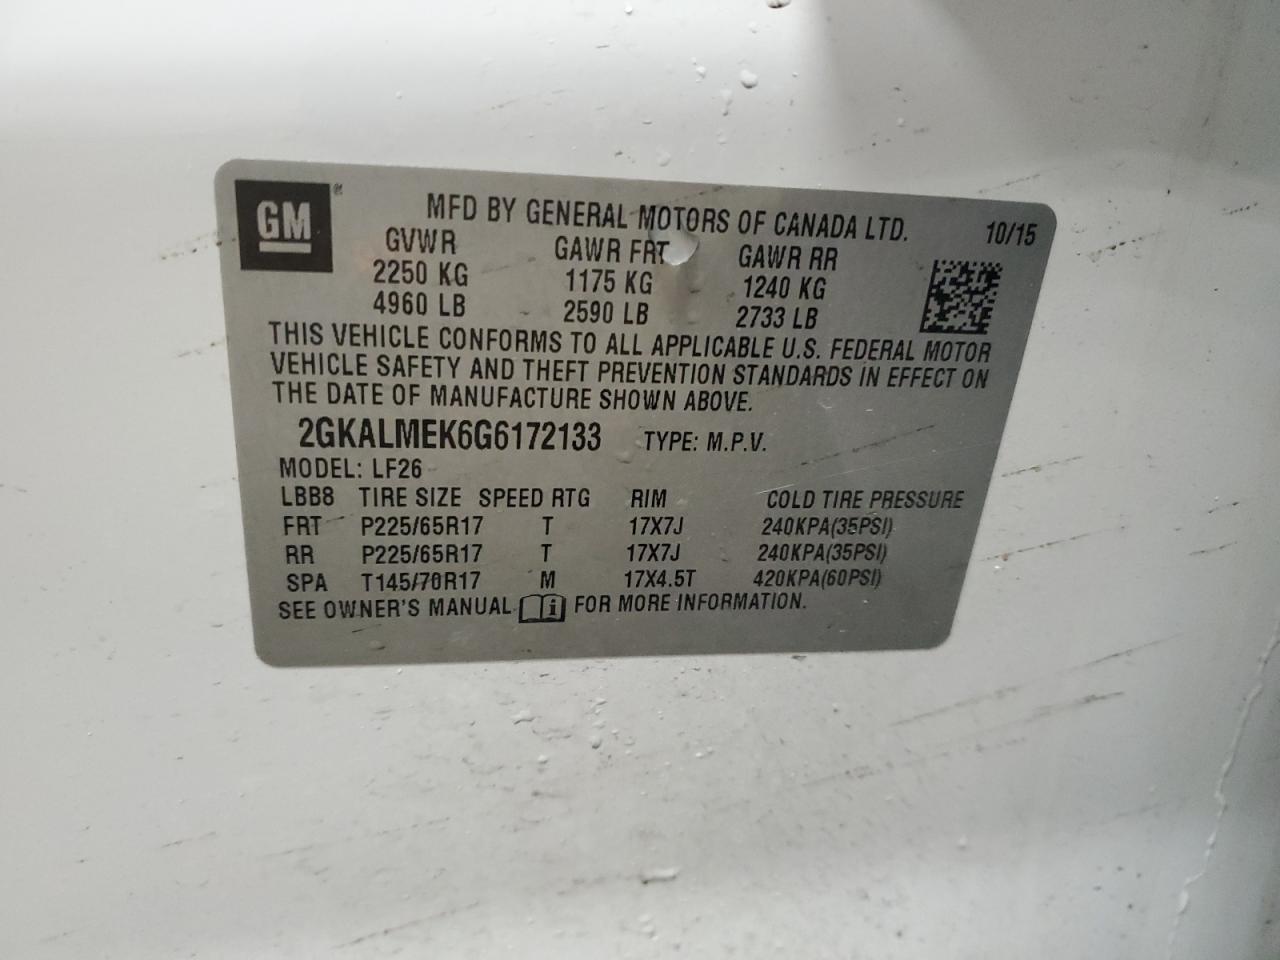 GM ® MFD BY GENERAL MOTORS OF CANADA LTD. 10/15
GVWR GAWR FRT GAWR RR
2250 KG 1175 KG 1240 KG
4960 LB 2590 LB 2733 LB
THIS VEHICLE CONFORMS TO ALL APPLICABLE U.S. FEDERAL MOTOR
VEHICLE SAFETY AND THEFT PREVENTION STANDARDS IN EFFECT ON
THE DATE OF MANUFACTURE SHOWN ABOVE.
2GKALMEK6G6172133 TYPE: M.P.V.
MODEL: LF26
LBB8 TIRE SIZE SPEED RTG RIM COLD TIRE PRESSURE
FRT P225/65R17 T 17X7J 240KPA(35PSI)
RR P225/65R17 T 17X7J 240KPA(35PSI)
SPA T145/70R17 M 17X4.5T 420KPA(60PSI)
SEE OWNER'S MANUAL i FOR MORE INFORMATION.